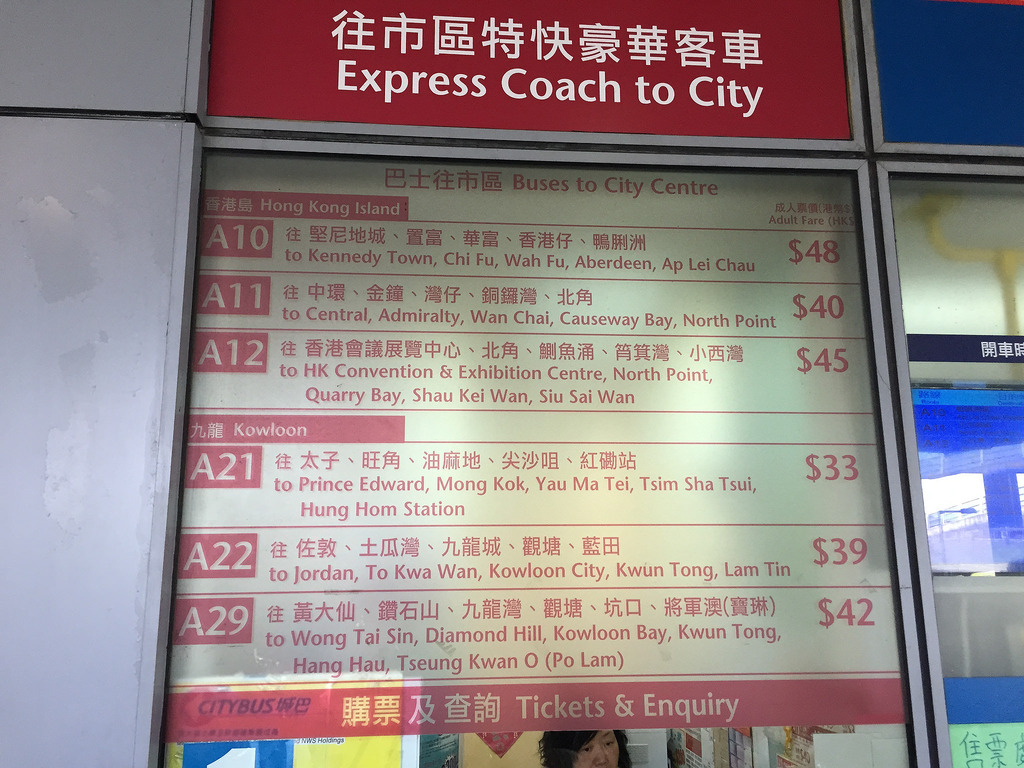 往市區特快豪華客車
Express Coach to City
巴士往市區 Buses to City Centre
香港島 Hong Kong Island
成人票價(港幣
Adult Fare (HK$
A10 往 堅尼地城、置富、華富、香港仔、鴨脷洲 $48
to Kennedy Town, Chi Fu, Wah Fu, Aberdeen, Ap Lei Chau
A11 往 中環、金鐘、灣仔、銅鑼灣、北角 $40
to Central, Admiralty, Wan Chai, Causeway Bay, North Point
A12 往 香港會議展覽中心、北角、鰂魚涌、筲箕灣、小西灣 $45
to HK Convention & Exhibition Centre, North Point,
Quarry Bay, Shau Kei Wan, Siu Sai Wan
九龍 Kowloon
A21 往 太子、旺角、油麻地、尖沙咀、紅磡站 $33
to Prince Edward, Mong Kok, Yau Ma Tei, Tsim Sha Tsui,
Hung Hom Station
A22 往 佐敦、土瓜灣、九龍城、觀塘、藍田 $39
to Jordan, To Kwa Wan, Kowloon City, Kwun Tong, Lam Tin
A29 往 黃大仙、鑽石山、九龍灣、觀塘、坑口、將軍澳(寶琳) $42
to Wong Tai Sin, Diamond Hill, Kowloon Bay, Kwun Tong,
Hang Hau, Tseung Kwan O (Po Lam)
CITYBUS 城巴 購票及查詢 Tickets & Enquiry
NWS Holdings
開車時
售票處